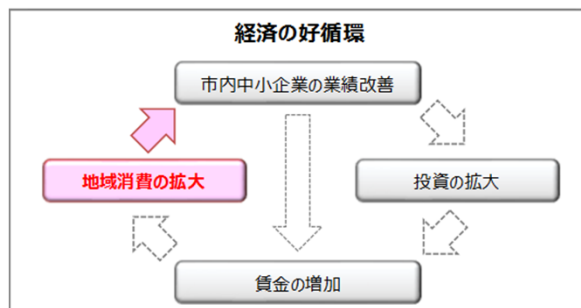 経済の好循環
市内中小企業の業績改善
地域消費の拡大
投資の拡大
賃金の増加